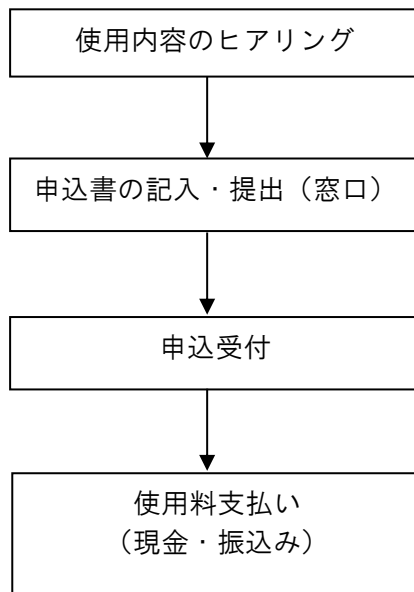 使用内容のヒアリング
申込書の記入・提出（窓口）
申込受付
使用料支払い
（現金・振込み）